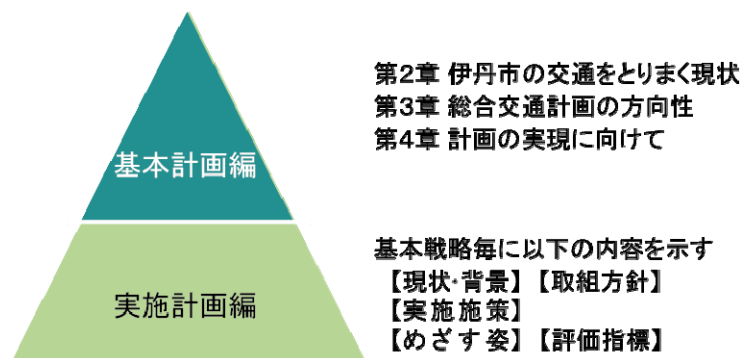 第2章 伊丹市の交通をとりまく現状
第3章 総合交通計画の方向性
第4章 計画の実現に向けて
基本計画編
基本戦略毎に以下の内容を示す
【現状・背景】【取組方針】
【実施施策】
【めざす姿】【評価指標】
実施計画編